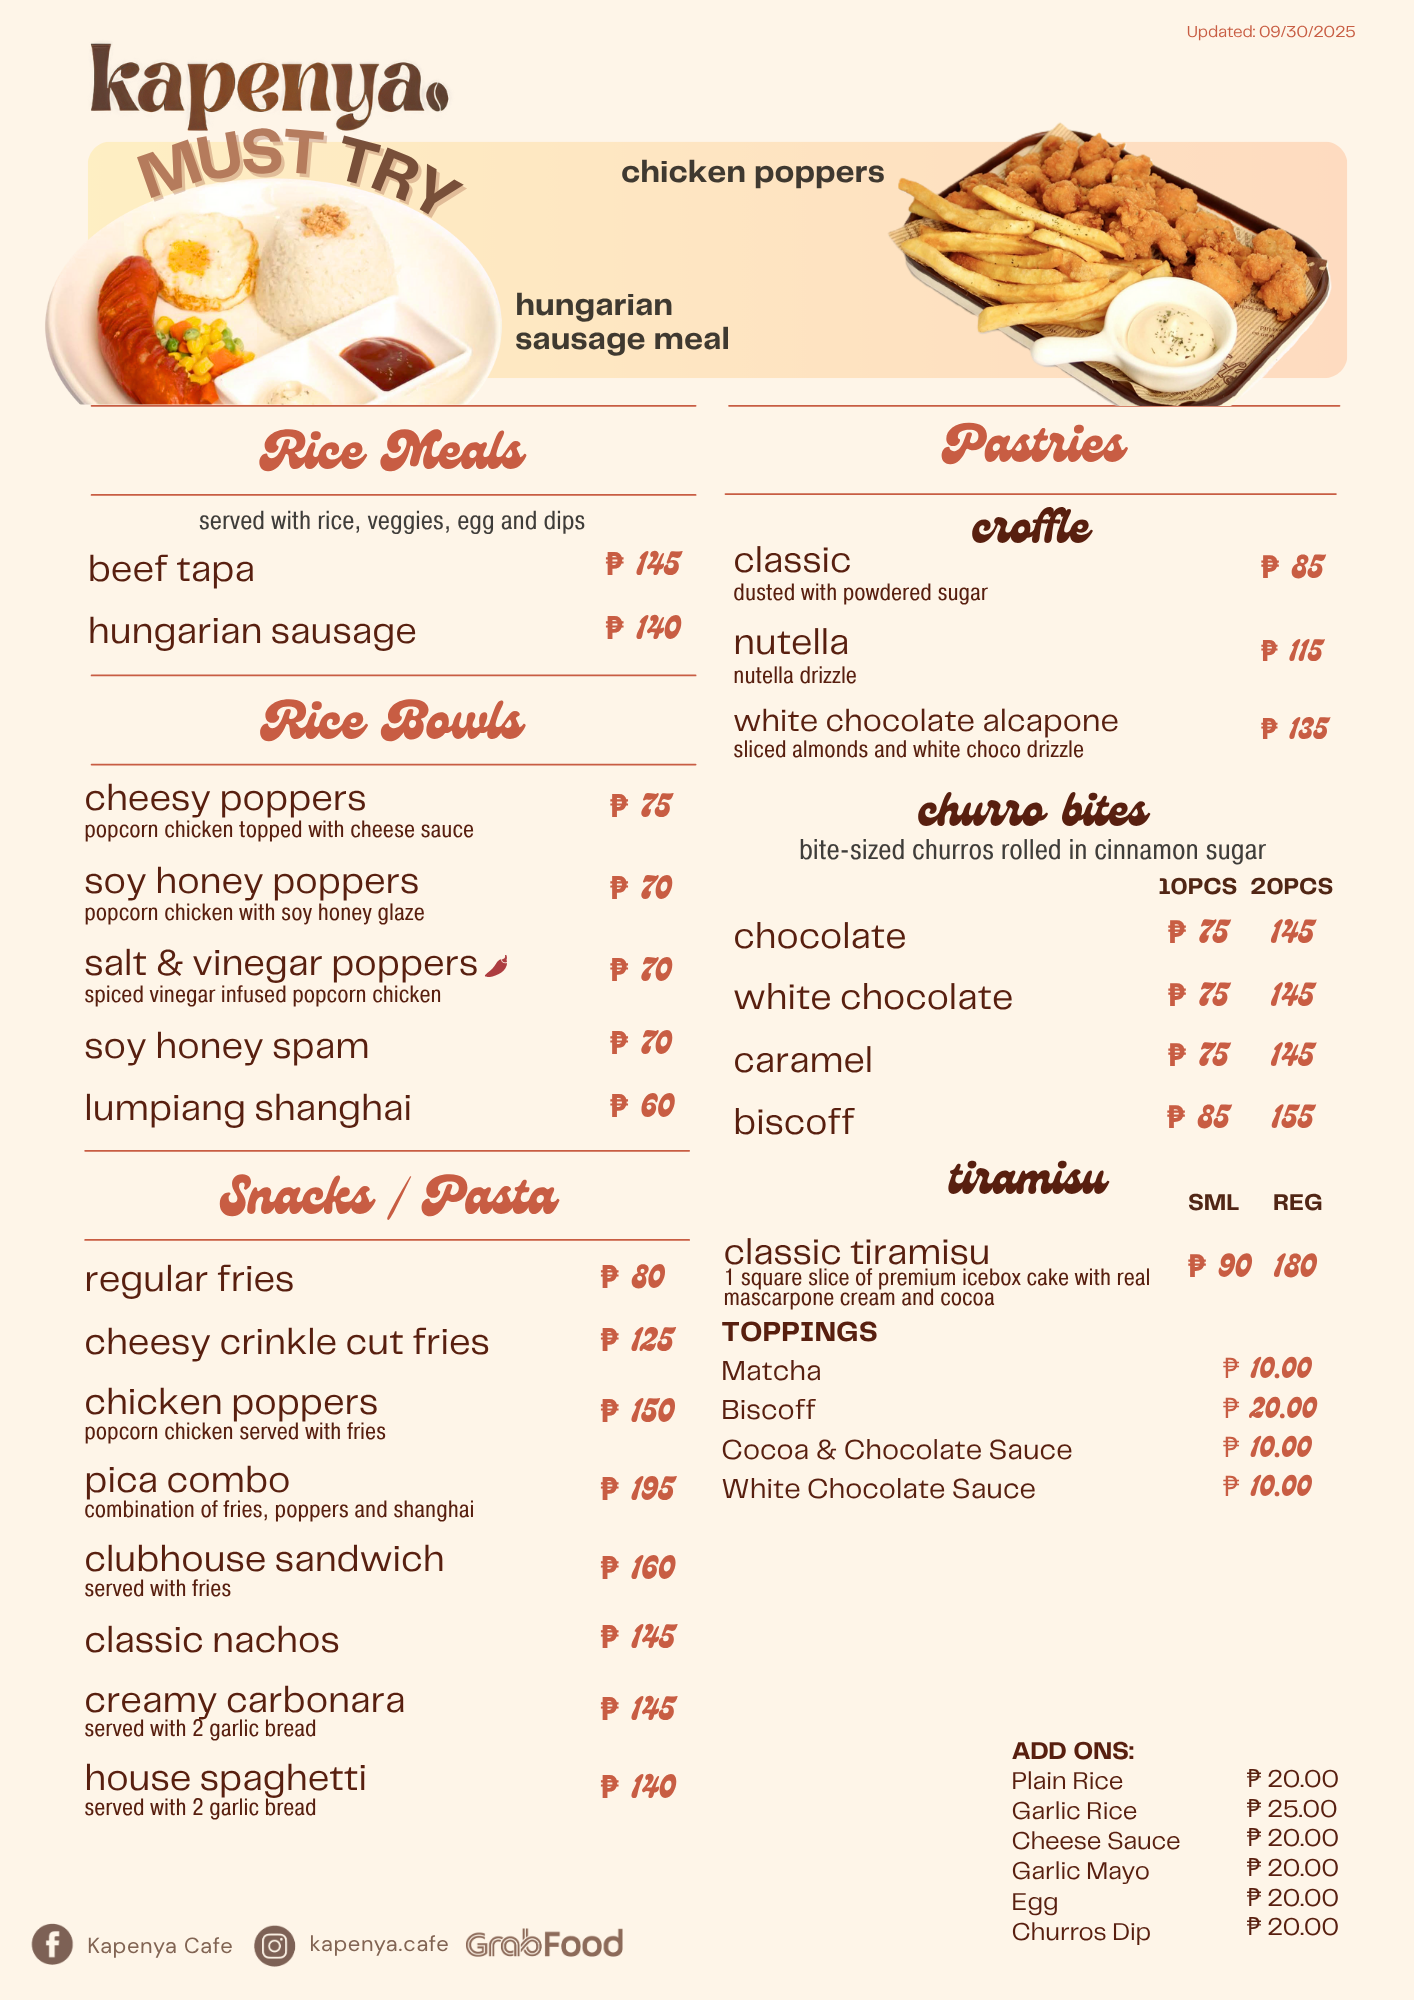 Updated: 09/30/2025
kapenya
MUST TRY
chicken poppers
hungarian
sausage meal
Rice Meals
served with rice, veggies, egg and dips
beef tapa ₱ 145
hungarian sausage ₱ 140
Rice Bowls
cheesy poppers ₱ 75
popcorn chicken topped with cheese sauce
soy honey poppers ₱ 70
popcorn chicken with soy honey glaze
salt & vinegar poppers ₱ 70
spiced vinegar infused popcorn chicken
soy honey spam ₱ 70
lumpiang shanghai ₱ 60
Snacks / Pasta
regular fries ₱ 80
cheesy crinkle cut fries ₱ 125
chicken poppers ₱ 150
popcorn chicken served with fries
pica combo ₱ 195
combination of fries, poppers and shanghai
clubhouse sandwich ₱ 160
served with fries
classic nachos ₱ 145
creamy carbonara ₱ 145
served with 2 garlic bread
house spaghetti ₱ 140
served with 2 garlic bread
Pastries
croffle
classic ₱ 85
dusted with powdered sugar
nutella ₱ 115
nutella drizzle
white chocolate alcapone ₱ 135
sliced almonds and white choco drizzle
churro bites
bite-sized churros rolled in cinnamon sugar
10PCS 20PCS
chocolate ₱ 75 145
white chocolate ₱ 75 145
caramel ₱ 75 145
biscoff ₱ 85 155
tiramisu
SML REG
classic tiramisu ₱ 90 180
1 square slice of premium icebox cake with real
mascarpone cream and cocoa
TOPPINGS
Matcha ₱ 10.00
Biscoff ₱ 20.00
Cocoa & Chocolate Sauce ₱ 10.00
White Chocolate Sauce ₱ 10.00
ADD ONS:
Plain Rice ₱ 20.00
Garlic Rice ₱ 25.00
Cheese Sauce ₱ 20.00
Garlic Mayo ₱ 20.00
Egg ₱ 20.00
Churros Dip ₱ 20.00
Kapenya Cafe kapenya.cafe GrabFood